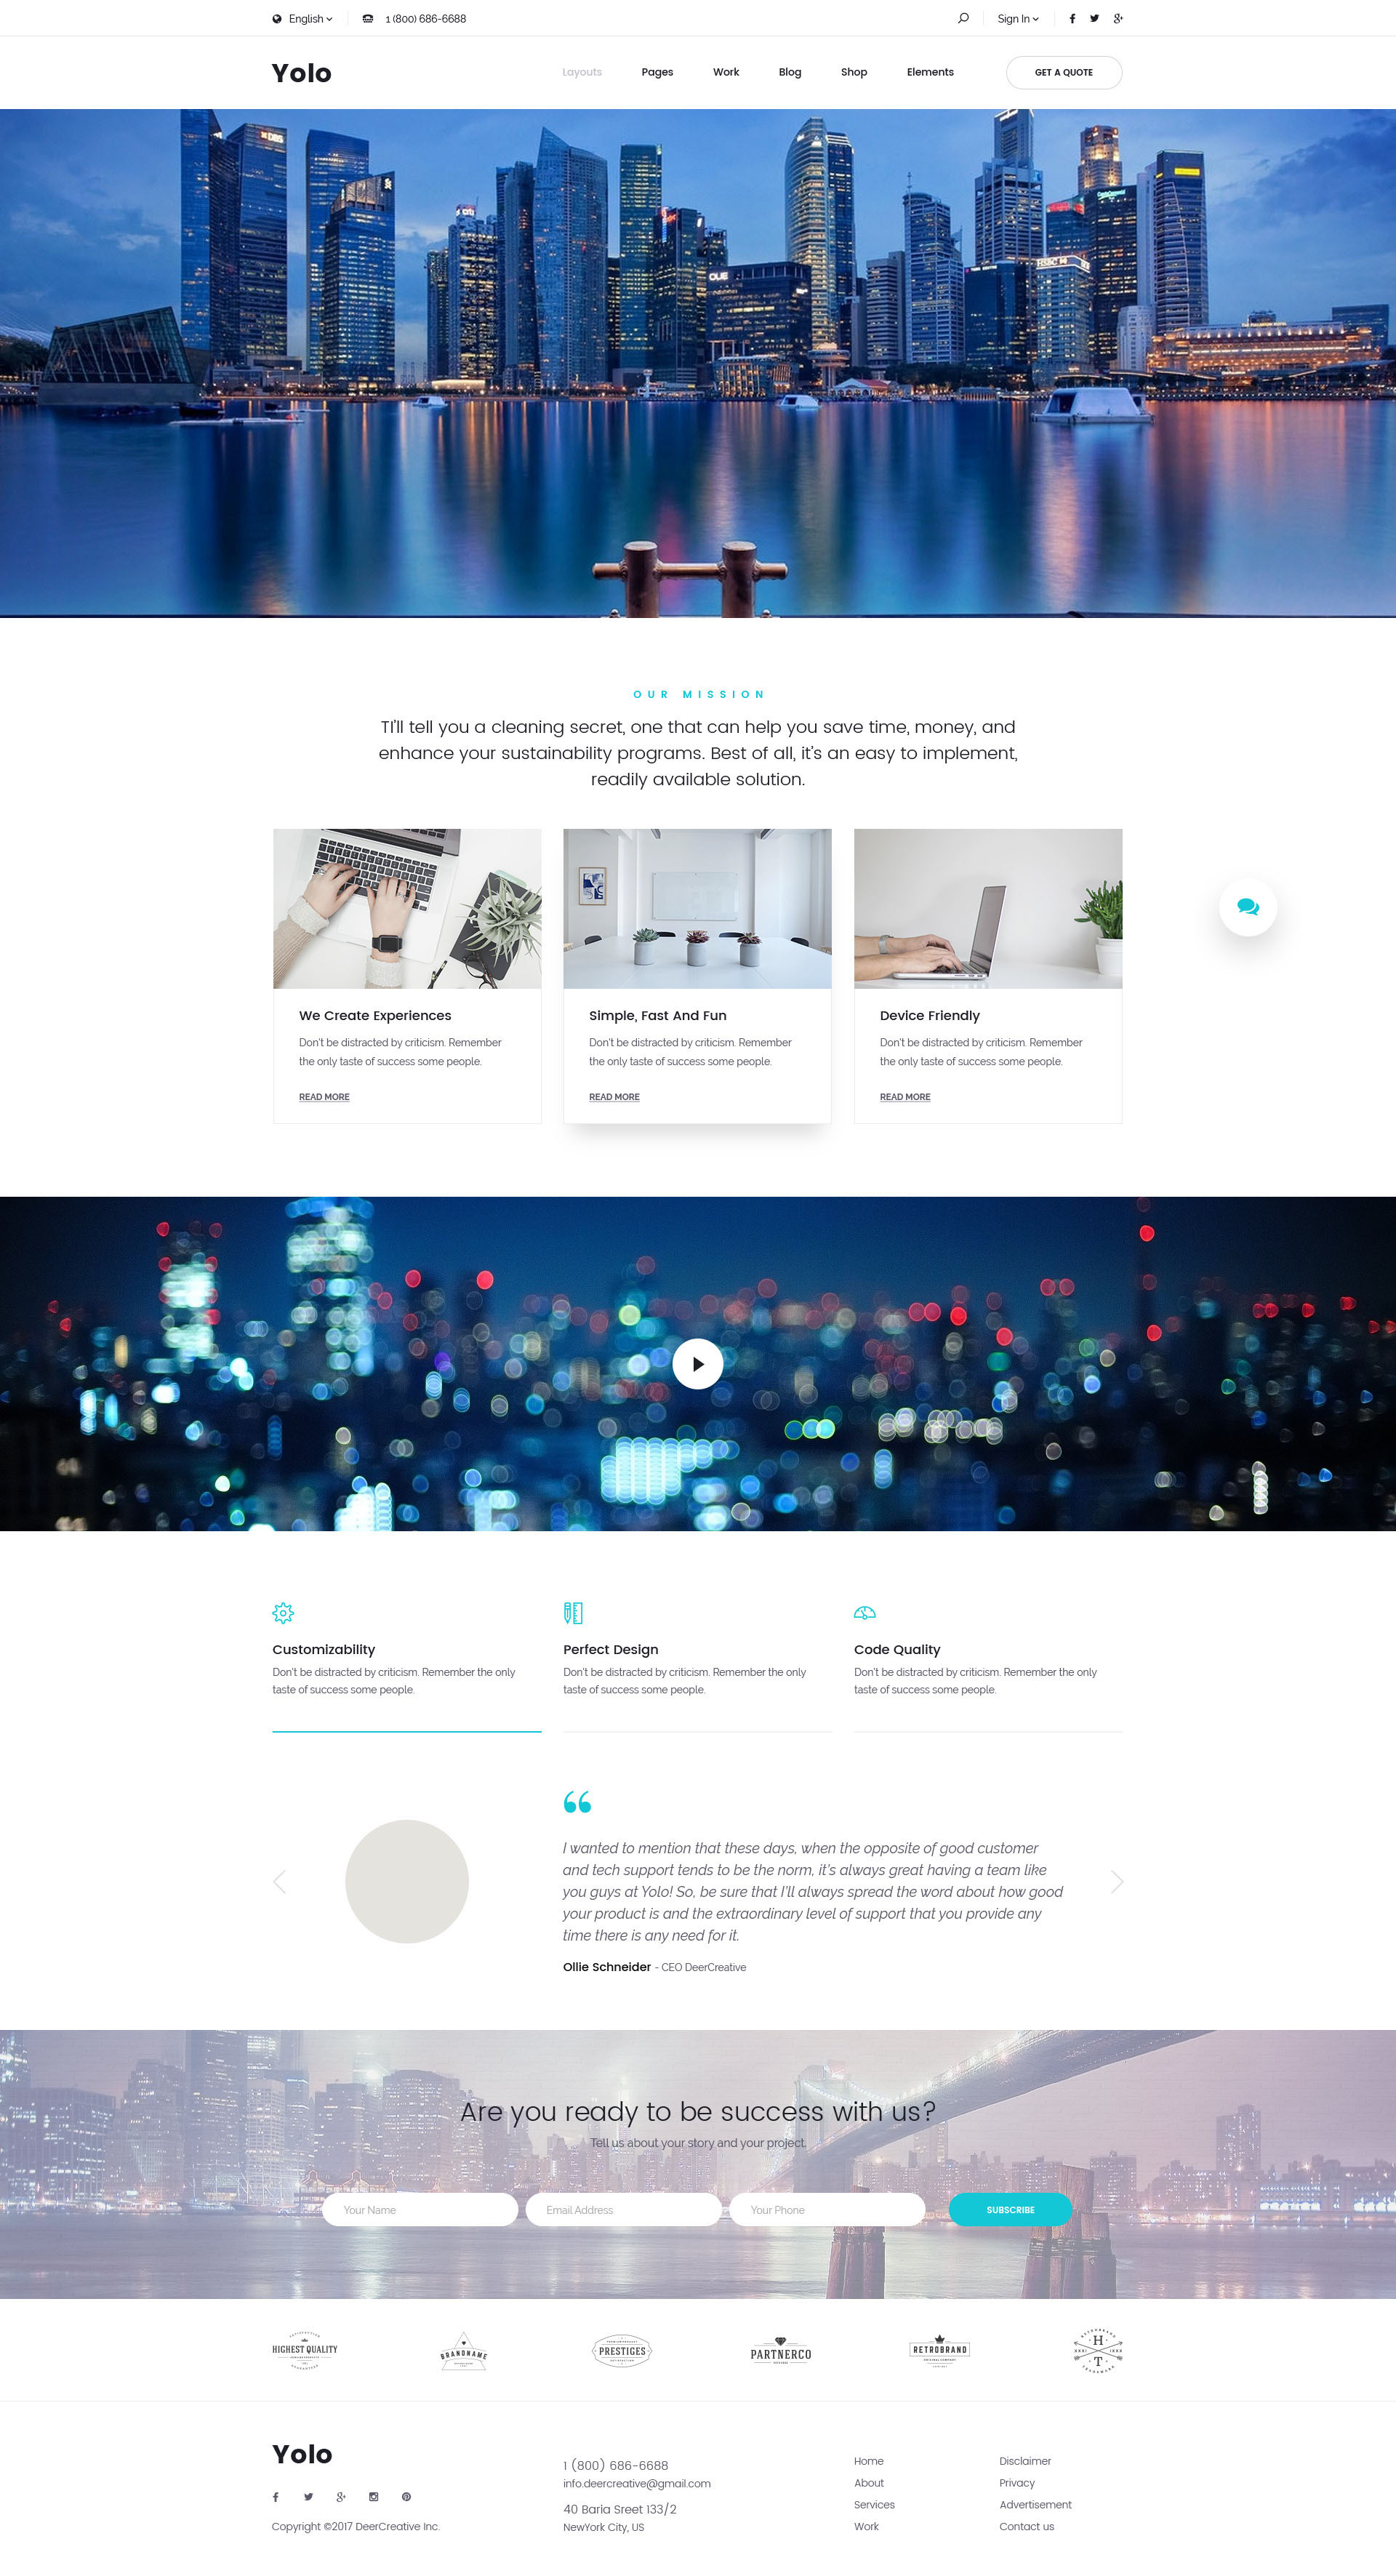 English
1 (800) 686-6688
Sign In
Yolo
Layouts
Pages
Work
Blog
Shop
Elements
GET A QUOTE
DBS
citi
OUE
HSBC
OUR MISSION
TI'll tell you a cleaning secret, one that can help you save time, money, and
enhance your sustainability programs. Best of all, it's an easy to implement,
readily available solution.
We Create Experiences
Don't be distracted by criticism. Remember
the only taste of success some people.
READ MORE
Simple, Fast And Fun
Don't be distracted by criticism. Remember
the only taste of success some people.
READ MORE
Device Friendly
Don't be distracted by criticism. Remember
the only taste of success some people.
READ MORE
Customizability
Don't be distracted by criticism. Remember the only
taste of success some people.
Perfect Design
Don't be distracted by criticism. Remember the only
taste of success some people.
Code Quality
Don't be distracted by criticism. Remember the only
taste of success some people.
I wanted to mention that these days, when the opposite of good customer
and tech support tends to be the norm, it's always great having a team like
you guys at Yolo! So, be sure that I'll always spread the word about how good
your product is and the extraordinary level of support that you provide any
time there is any need for it.
Ollie Schneider - CEO DeerCreative
Are you ready to be success with us?
Tell us about your story and your project.
Your Name
Email Address
Your Phone
SUBSCRIBE
HIGHEST QUALITY
BRANDNAME
PRESTIGES
PARTNERCO
RETROBRAND
H
T
Yolo
Copyright ©2017 DeerCreative Inc.
1 (800) 686-6688
info.deercreative@gmail.com
40 Baria Sreet 133/2
NewYork City, US
Home
About
Services
Work
Disclaimer
Privacy
Advertisement
Contact us